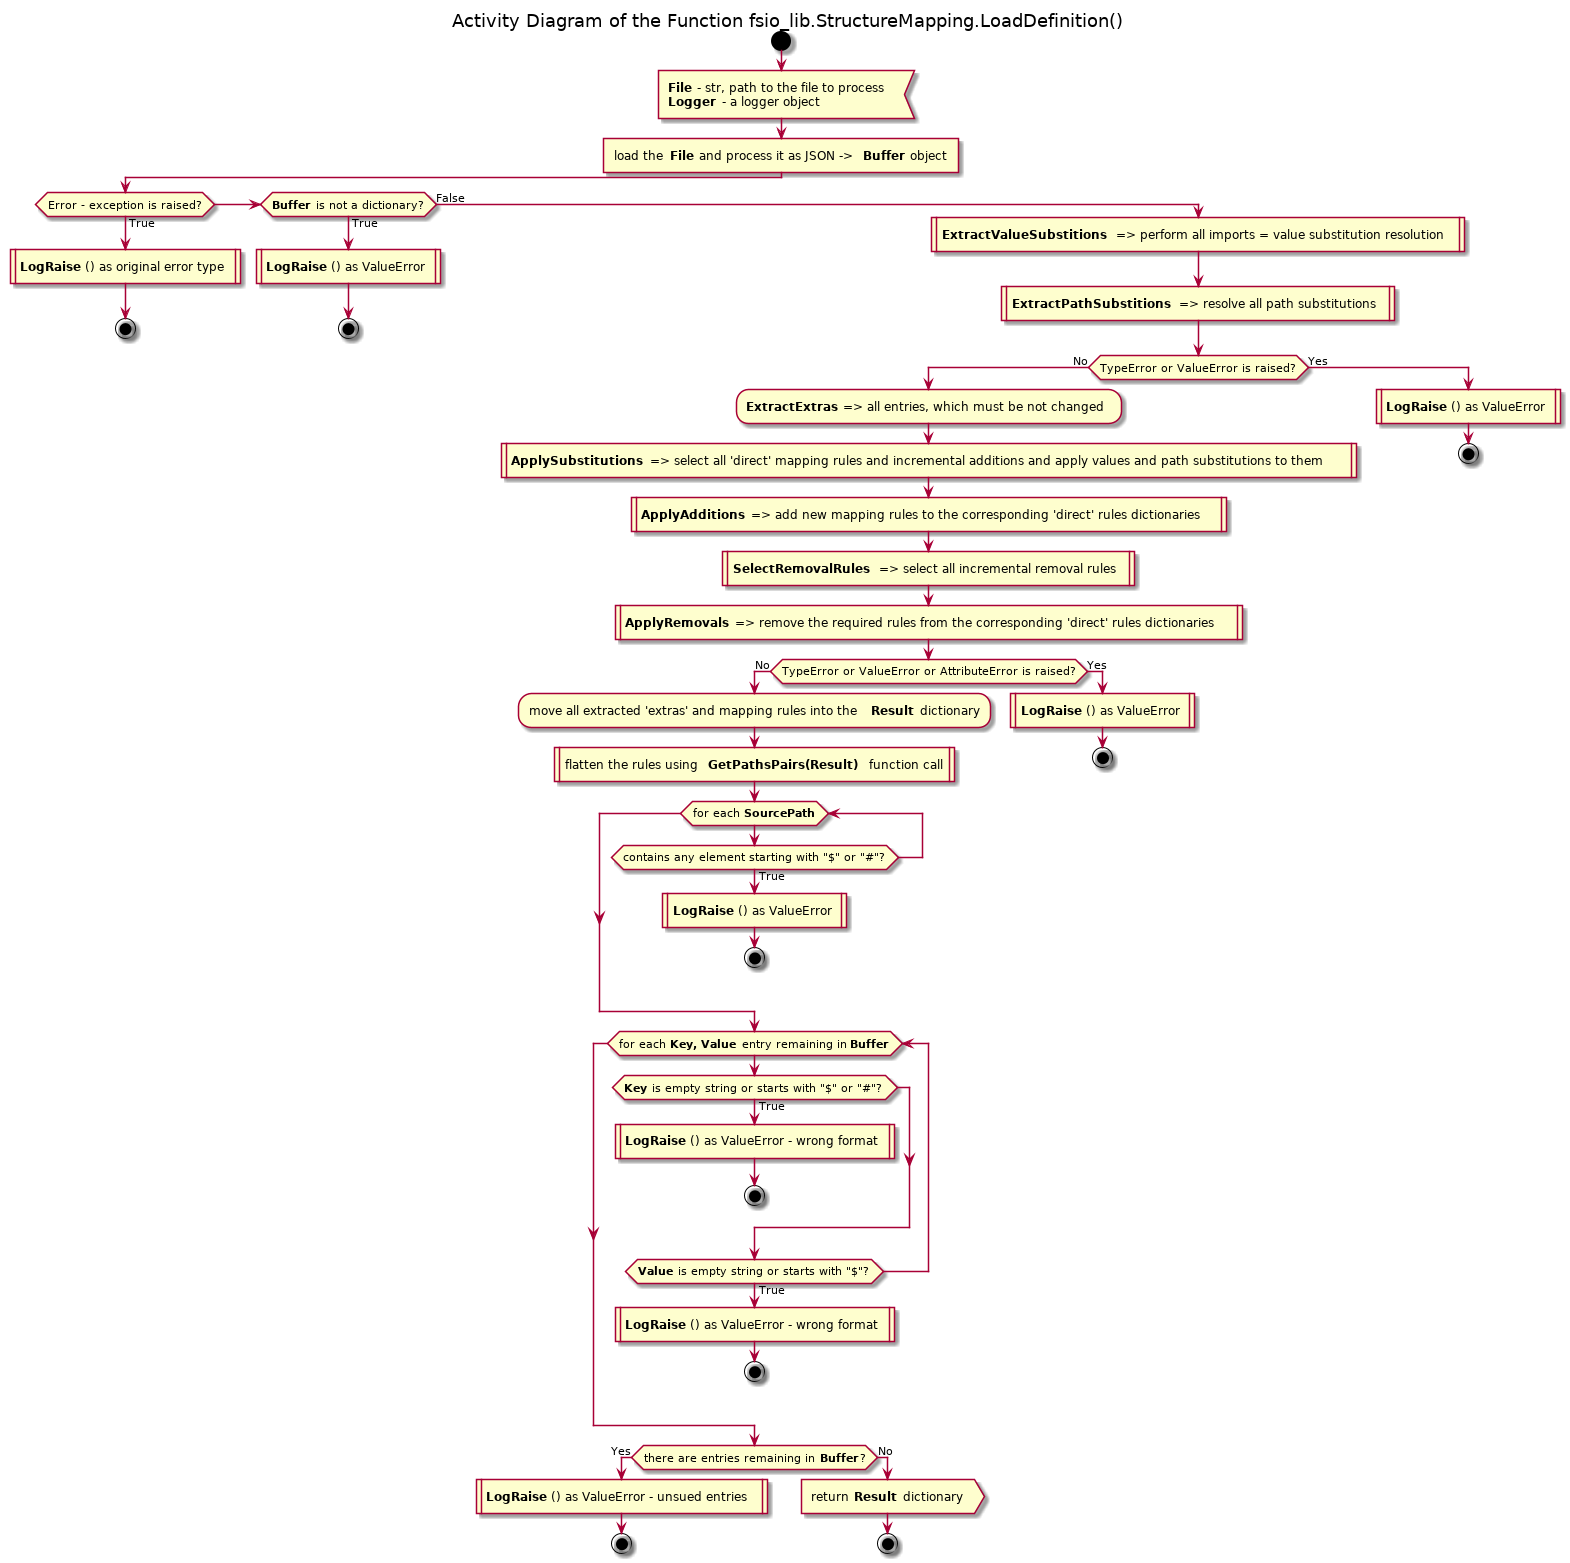 Activity Diagram of the Function fsio_lib.StructureMapping.LoadDefinition()
File - str, path to the file to process
Logger - a logger object
load the File and process it as JSON -> Buffer object
Error - exception is raised?
True
LogRaise () as original error type
Buffer is not a dictionary?
False
True
LogRaise () as ValueError
ExtractValueSubstitions => perform all imports = value substitution resolution
ExtractPathSubstitions => resolve all path substitutions
No
TypeError or ValueError is raised?
Yes
ExtractExtras => all entries, which must be not changed
LogRaise () as ValueError
ApplySubstitutions => select all 'direct' mapping rules and incremental additions and apply values and path substitutions to them
ApplyAdditions => add new mapping rules to the corresponding 'direct' rules dictionaries
SelectRemovalRules => select all incremental removal rules
ApplyRemovals => remove the required rules from the corresponding 'direct' rules dictionaries
No
TypeError or ValueError or AttributeError is raised?
Yes
move all extracted 'extras' and mapping rules into the Result dictionary
LogRaise () as ValueError
flatten the rules using GetPathsPairs(Result) function call
for each SourcePath
contains any element starting with "$" or "#"?
True
LogRaise () as ValueError
for each Key, Value entry remaining in Buffer
Key is empty string or starts with "$" or "#"?
True
LogRaise () as ValueError - wrong format
Value is empty string or starts with "$"?
True
LogRaise () as ValueError - wrong format
Yes
there are entries remaining in Buffer?
No
LogRaise () as ValueError - unsued entries
return Result dictionary